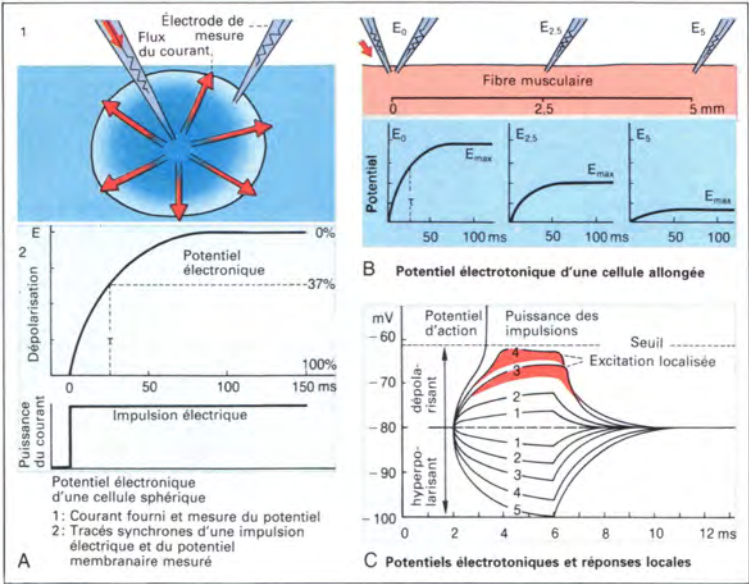 1
Électrode de
mesure
Flux
du courant
E
2
0%
Potentiel
électronique
37%
Dépolarisation
τ
100%
0 50 100 150 ms
Impulsion électrique
Puissance
du courant
Potentiel électronique
d'une cellule sphérique
1: Courant fourni et mesure du potentiel
2: Tracés synchrones d'une impulsion
électrique et du potentiel
membranaire mesuré
A
E0 E2.5 E5
Fibre musculaire
0 2.5 5 mm
Potentiel
E0
Emax
τ
50 100 ms
E2.5
Emax
50 100 ms
E5
Emax
50 100
B Potentiel électrotonique d'une cellule allongée
mV
Potentiel
d'action
Puissance des
impulsions
−60
Seuil
4
Excitation localisée
3
−70
2
1
dépola-
risant
−80
1
2
3
4
5
−90
hyperpo-
larisant
−100
0 2 4 6 8 10 12 ms
C Potentiels électrotoniques et réponses locales